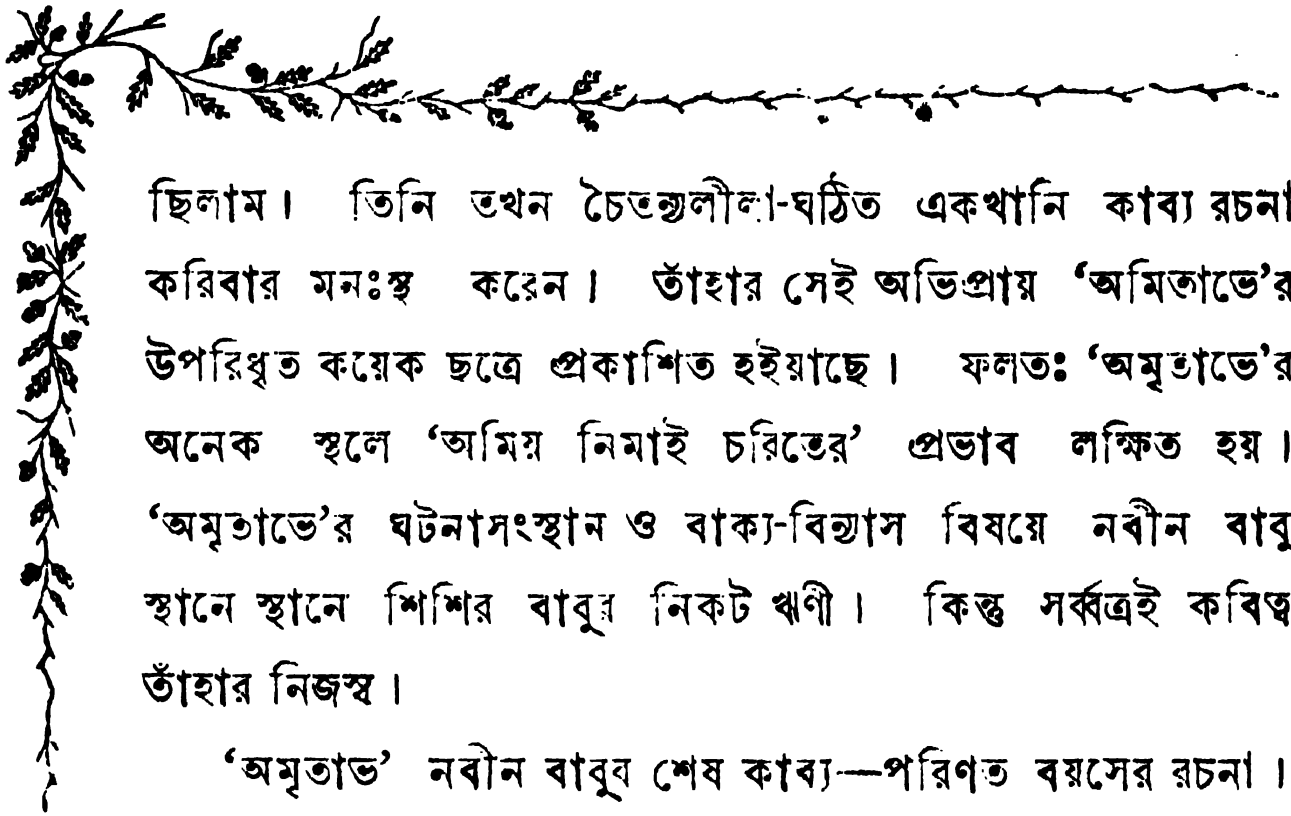 ছিলাম। তিনি তখন চৈতন্যলীলা-ঘঠিত একখানি কাব্য রচনা
করিবার মনঃস্থ করেন। তাঁহার সেই অভিপ্রায় ‘অমিতাভে’র
উপরিধৃত কয়েক ছত্রে প্রকাশিত হইয়াছে। ফলতঃ ‘অমৃতাভে’র
অনেক স্থলে ‘অমিয় নিমাই চরিতের’ প্রভাব লক্ষিত হয়।
‘অমৃতাভে’র ঘটনাসংস্থান ও বাক্য-বিন্যাস বিষয়ে নবীন বাবু
স্থানে স্থানে শিশির বাবুর নিকট ঋণী। কিন্তু সর্ব্বত্রই কবিত্ব
তাঁহার নিজস্ব।
‘অমৃতাভ’ নবীন বাবুব শেষ কাব্য—পরিণত বয়সের রচনা।